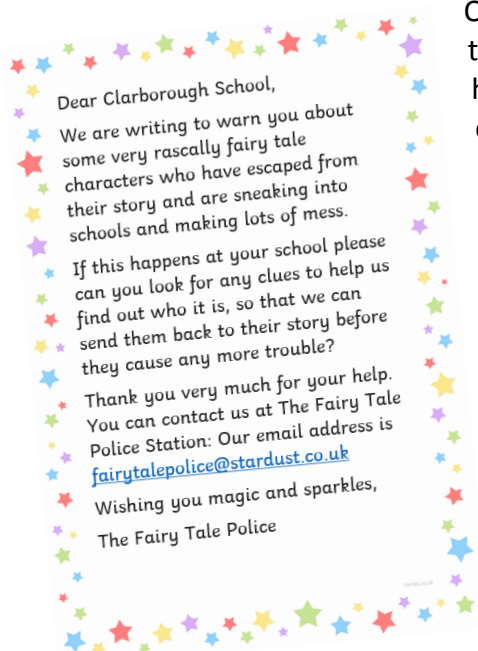 Dear Clarborough School,
We are writing to warn you about
some very rascally fairy tale
characters who have escaped from
their story and are sneaking into
schools and making lots of mess.
If this happens at your school please
can you look for any clues to help us
find out who it is, so that we can
send them back to their story before
they cause any more trouble?
Thank you very much for your help.
You can contact us at The Fairy Tale
Police Station: Our email address is
fairytalepolice@stardust.co.uk
Wishing you magic and sparkles,
The Fairy Tale Police